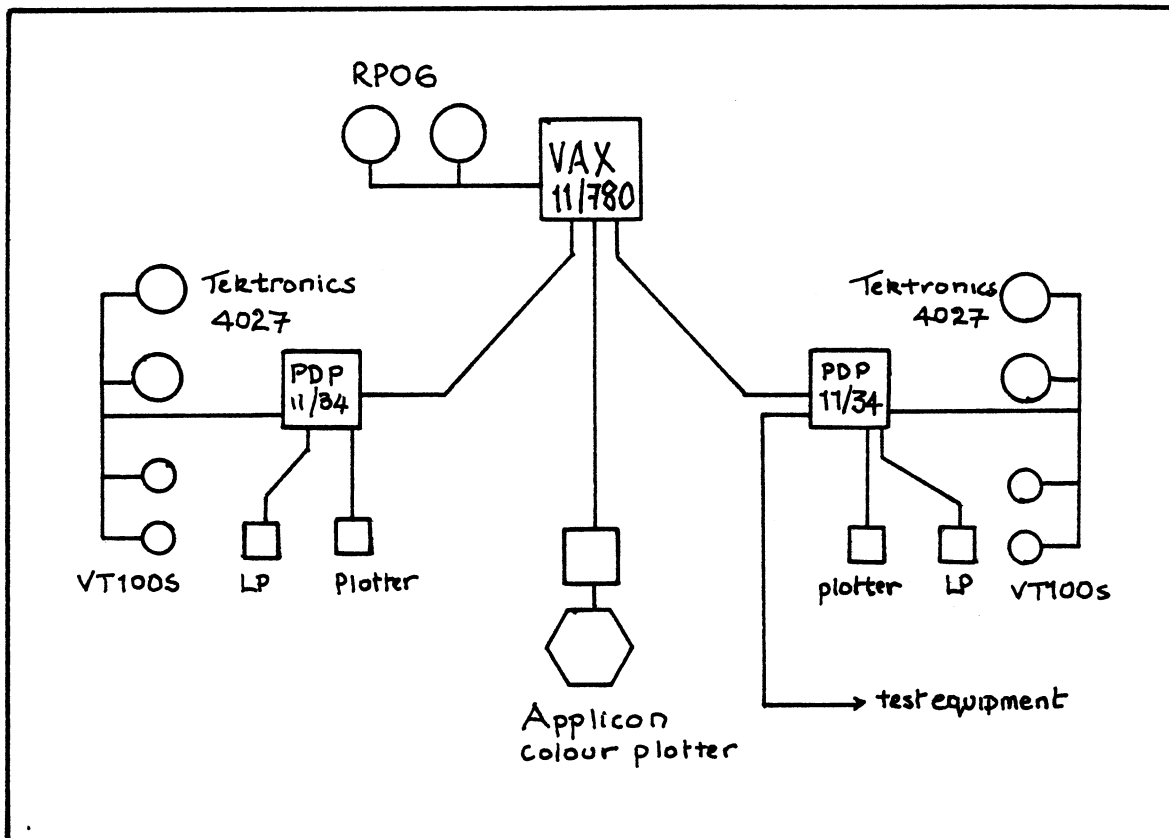 RP06
VAX
11/780
Tektronics
4027
Tektronics
4027
PDP
11/34
PDP
11/34
VT100S
LP
Plotter
plotter
LP
VT100s
test equipment
Applicon
colour plotter